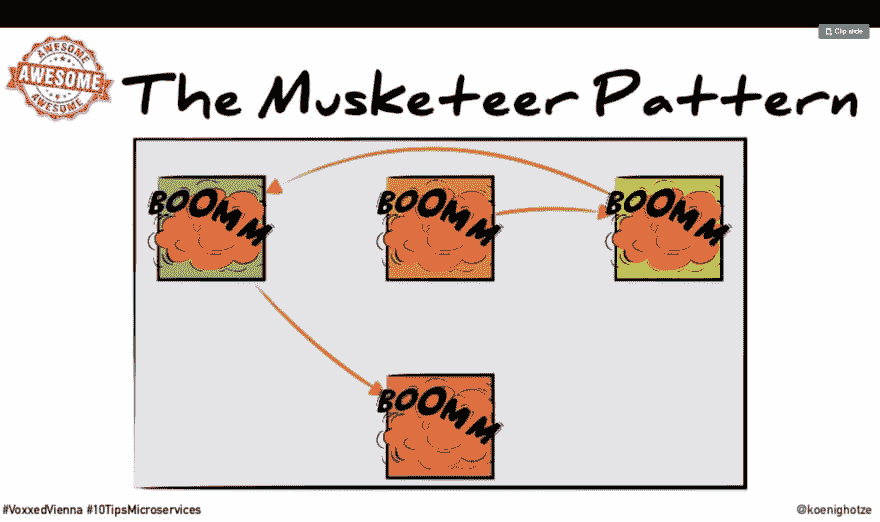 Clip slide
AWESOME
AWESOME
AWESOME
The Musketeer Pattern
BOOMM
BOOMM
BOOMM
BOOMM
#VoxxedVienna #10TipsMicroservices
@koenighotze